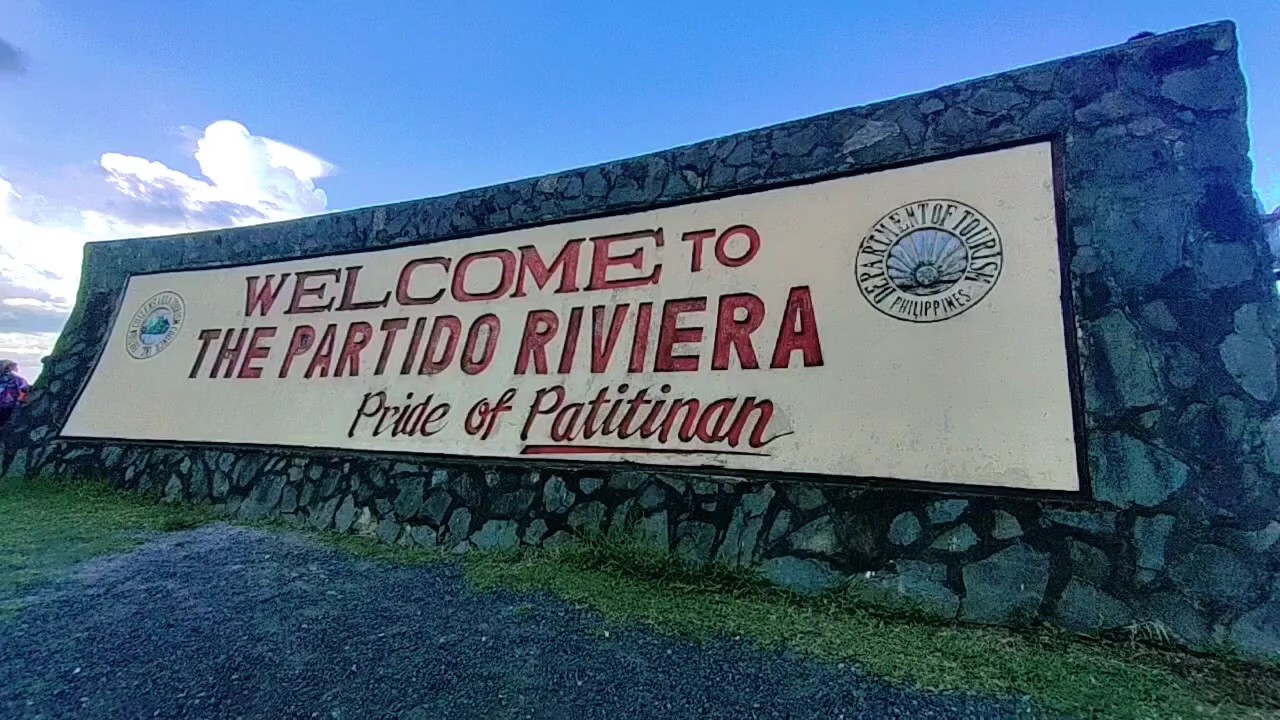 WELCOME TO
THE PARTIDO RIVIERA
Pride of Patitinan
DEPARTMENT OF TOURISM
PHILIPPINES